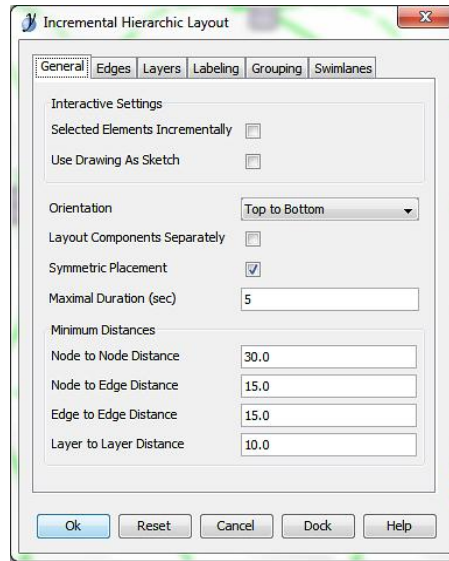 Incremental Hierarchic Layout
General Edges Layers Labeling Grouping Swimlanes
Interactive Settings
Selected Elements Incrementally
Use Drawing As Sketch
Orientation Top to Bottom
Layout Components Separately
Symmetric Placement
Maximal Duration (sec) 5
Minimum Distances
Node to Node Distance 30.0
Node to Edge Distance 15.0
Edge to Edge Distance 15.0
Layer to Layer Distance 10.0
Ok Reset Cancel Dock Help